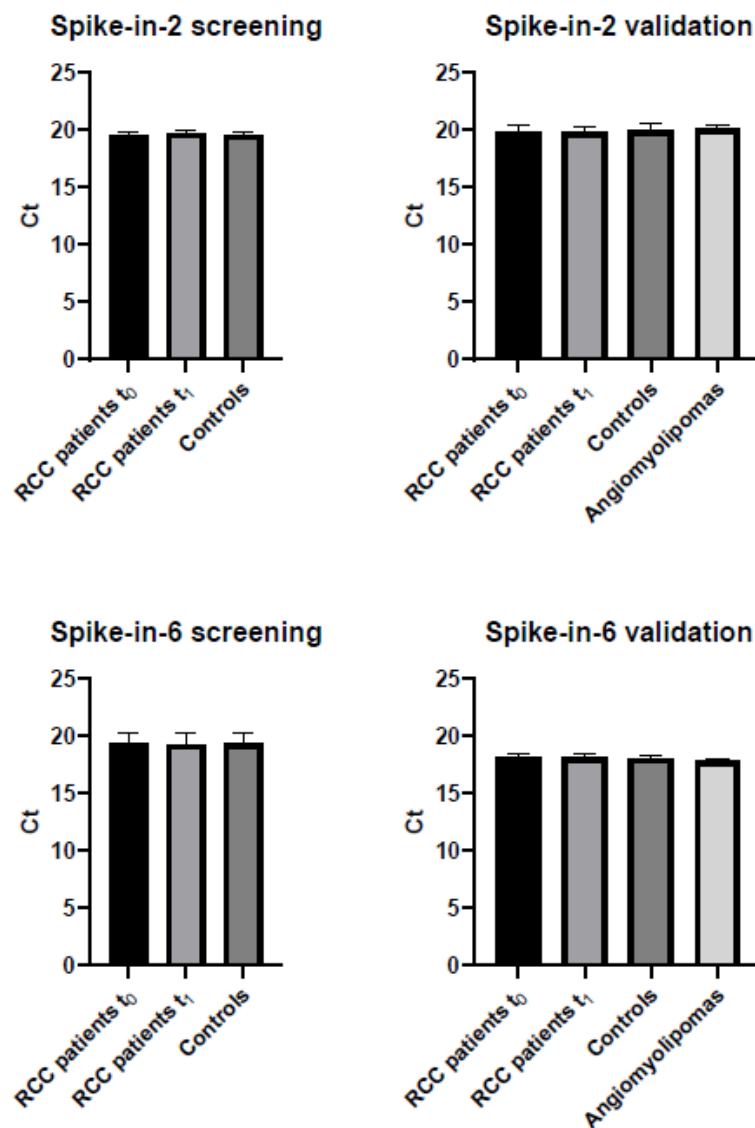 Spike-in-2 screening
25
20
15
10
5
0
Ct
RCC patients t₀
RCC patients t₁
Controls
Spike-in-2 validation
25
20
15
10
5
0
Ct
RCC patients t₀
RCC patients t₁
Controls
Angiomyolipomas
Spike-in-6 screening
25
20
15
10
5
0
Ct
RCC patients t₀
RCC patients t₁
Controls
Spike-in-6 validation
25
20
15
10
5
0
Ct
RCC patients t₀
RCC patients t₁
Controls
Angiomyolipomas